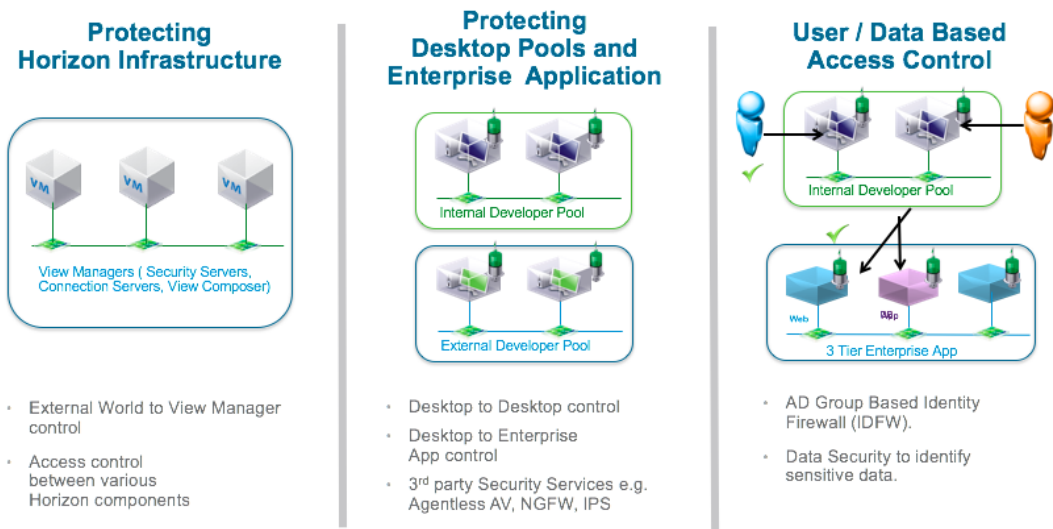 Protecting
Horizon Infrastructure
VM
VM
VM
View Managers ( Security Servers,
Connection Servers, View Composer)
· External World to View Manager
control
· Access control
between various
Horizon components
Protecting
Desktop Pools and
Enterprise Application
Internal Developer Pool
External Developer Pool
· Desktop to Desktop control
· Desktop to Enterprise
App control
· 3rd party Security Services e.g.
Agentless AV, NGFW, IPS
User / Data Based
Access Control
Internal Developer Pool
Web
3 Tier Enterprise App
· AD Group Based Identity
Firewall (IDFW).
· Data Security to identify
sensitive data.